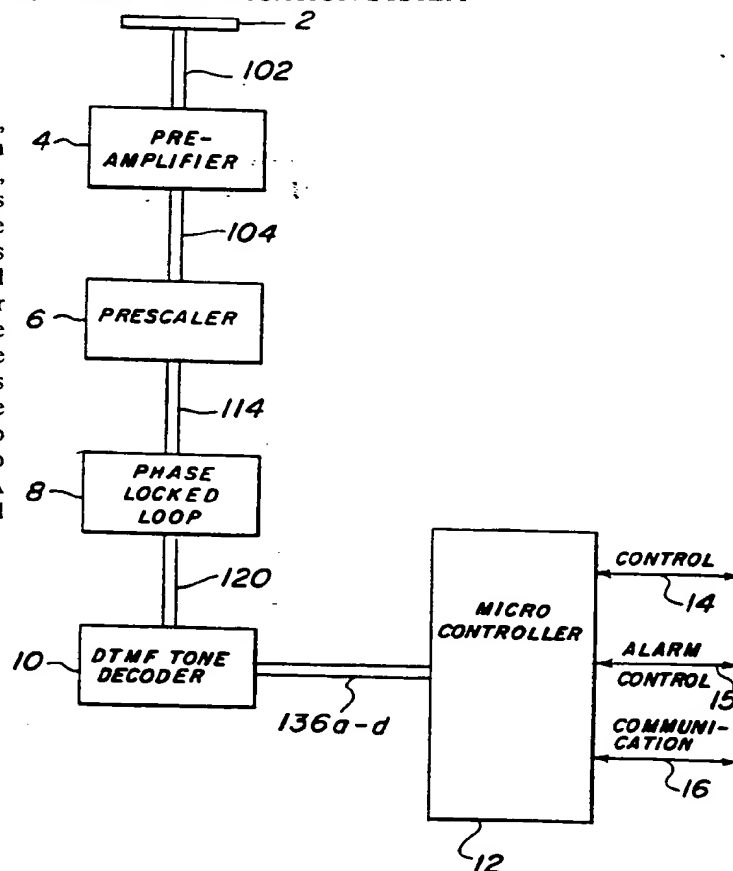 2
102
4
PRE-
AMPLIFIER
104
6
PRESCALER
114
8
PHASE
LOCKED
LOOP
120
10
DTMF TONE
DECODER
136a-d
MICRO
CONTROLLER
12
CONTROL
14
ALARM
CONTROL
15
COMMUNI-
CATION
16